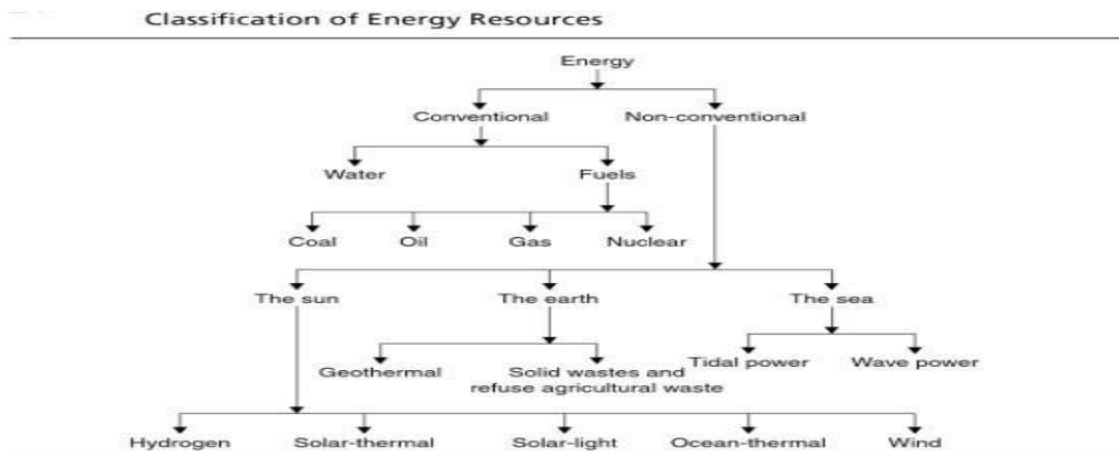 Classification of Energy Resources
Energy
Conventional
Non-conventional
Water
Fuels
Coal
Oil
Gas
Nuclear
The sun
The earth
The sea
Geothermal
Solid wastes and
refuse agricultural waste
Tidal power
Wave power
Hydrogen
Solar-thermal
Solar-light
Ocean-thermal
Wind